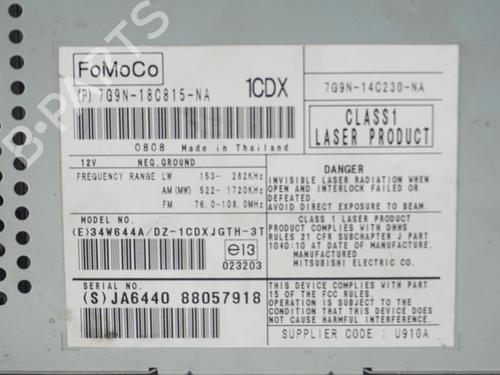 FoMoCo
(P) 7G9N-18C815-NA 1CDX
7G9N-14C230-NA
0808 Made in Thailand
CLASS1
LASER PRODUCT
12V NEG.GROUND
FREQUENCY RANGE LW 153- 282KHz
AM(MW) 522-1720KHz
FM 76.0-108.0MHz
DANGER
INVISIBLE LASER RADIATION WHEN
OPEN AND INTERLOCK FAILED OR
DEFEATED.
AVOID DIRECT EXPOSURE TO BEAM.
MODEL NO.
(E)34W644A/DZ-1CDXJGTH-3T
e13
023203
CLASS 1 LASER PRODUCT
PRODUCT COMPLIES WITH DHHS
RULES 21 CFR SUBCHAPTER J PART
1040:10 AT DATE OF MANUFACTURE.
MANUFACTURED
MITSUBISHI ELECTRIC CO.
SERIAL NO.
(S)JA6440 88057918
THIS DEVICE COMPLIES WITH PART
15 OF THE FCC RULES.
OPERATION IS SUBJECT TO THE
CONDITION THAT THIS DEVICE DOES
NOT CAUSE HARMFUL INTERFERENCE.
SUPPLIER CODE : U910A
B-PARTS